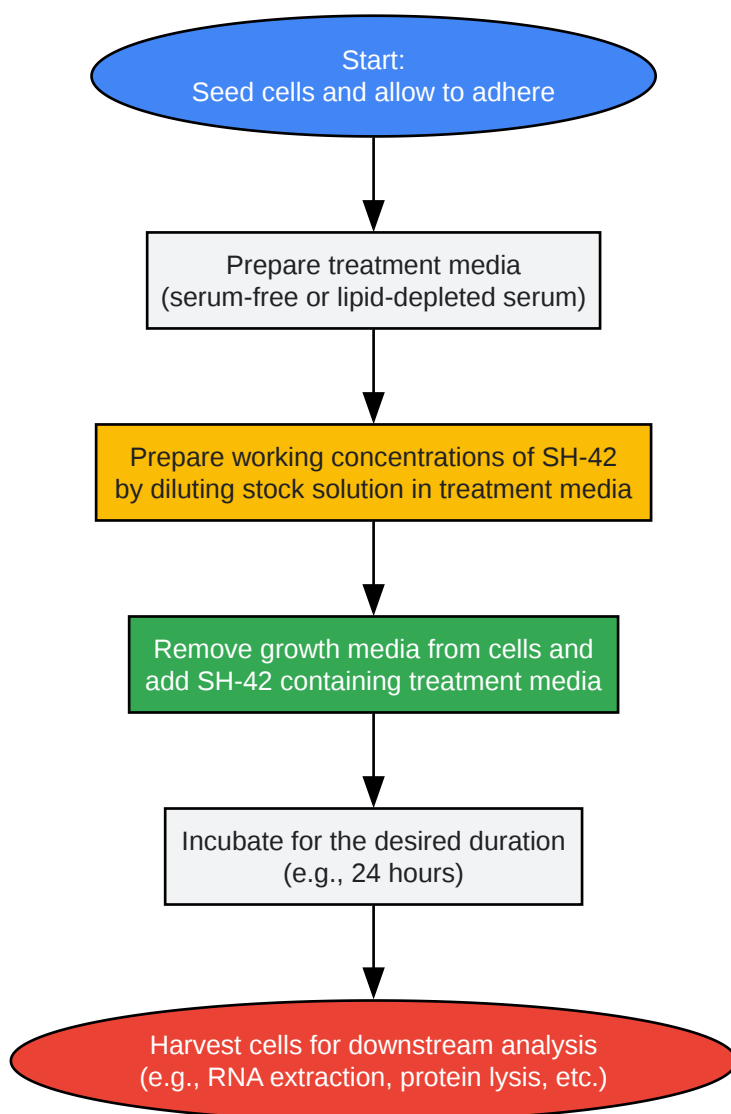 Start:
Seed cells and allow to adhere
Prepare treatment media
(serum-free or lipid-depleted serum)
Prepare working concentrations of SH-42
by diluting stock solution in treatment media
Remove growth media from cells and
add SH-42 containing treatment media
Incubate for the desired duration
(e.g., 24 hours)
Harvest cells for downstream analysis
(e.g., RNA extraction, protein lysis, etc.)